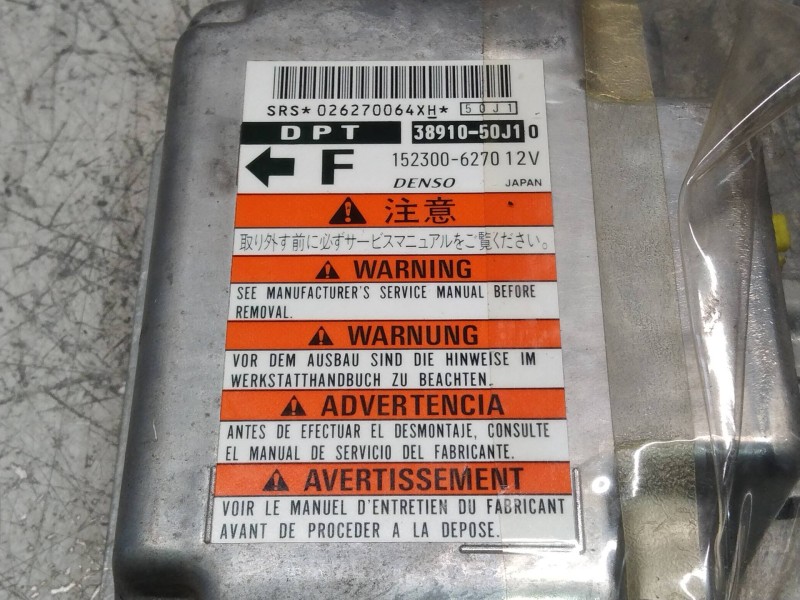 SRS*026270064XH* 50J1
DPT 38910-50J10
F 152300-6270 12V
DENSO JAPAN
注意
取り外す前に必ずサービスマニュアルをご覧ください。
WARNING
SEE MANUFACTURER'S SERVICE MANUAL BEFORE
REMOVAL.
WARNUNG
VOR DEM AUSBAU SIND DIE HINWEISE IM
WERKSTATTHANDBUCH ZU BEACHTEN.
ADVERTENCIA
ANTES DE EFECTUAR EL DESMONTAJE, CONSULTE
EL MANUAL DE SERVICIO DEL FABRICANTE.
AVERTISSEMENT
VOIR LE MANUEL D'ENTRETIEN DU FABRICANT
AVANT DE PROCEDER A LA DEPOSE.